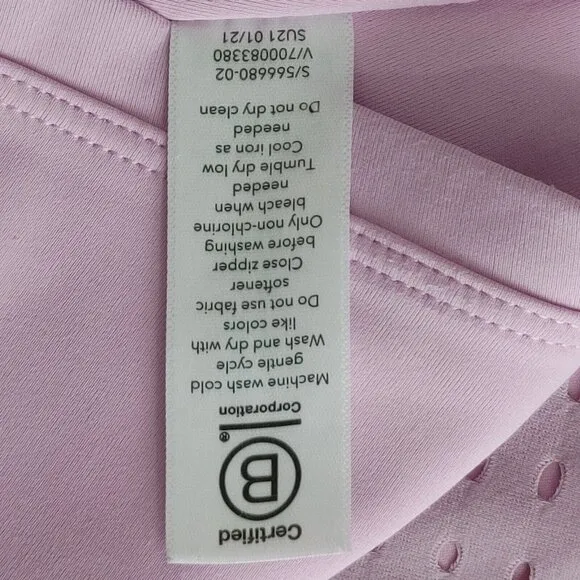 Certified
B
®
Corporation
Machine wash cold
gentle cycle
Wash and dry with
like colors
Do not use fabric
softener
Close zipper
before washing
Only non-chlorine
bleach when
needed
Tumble dry low
Cool iron as
needed
Do not dry clean
S/566680-02
V/700083380
SU21 01/21